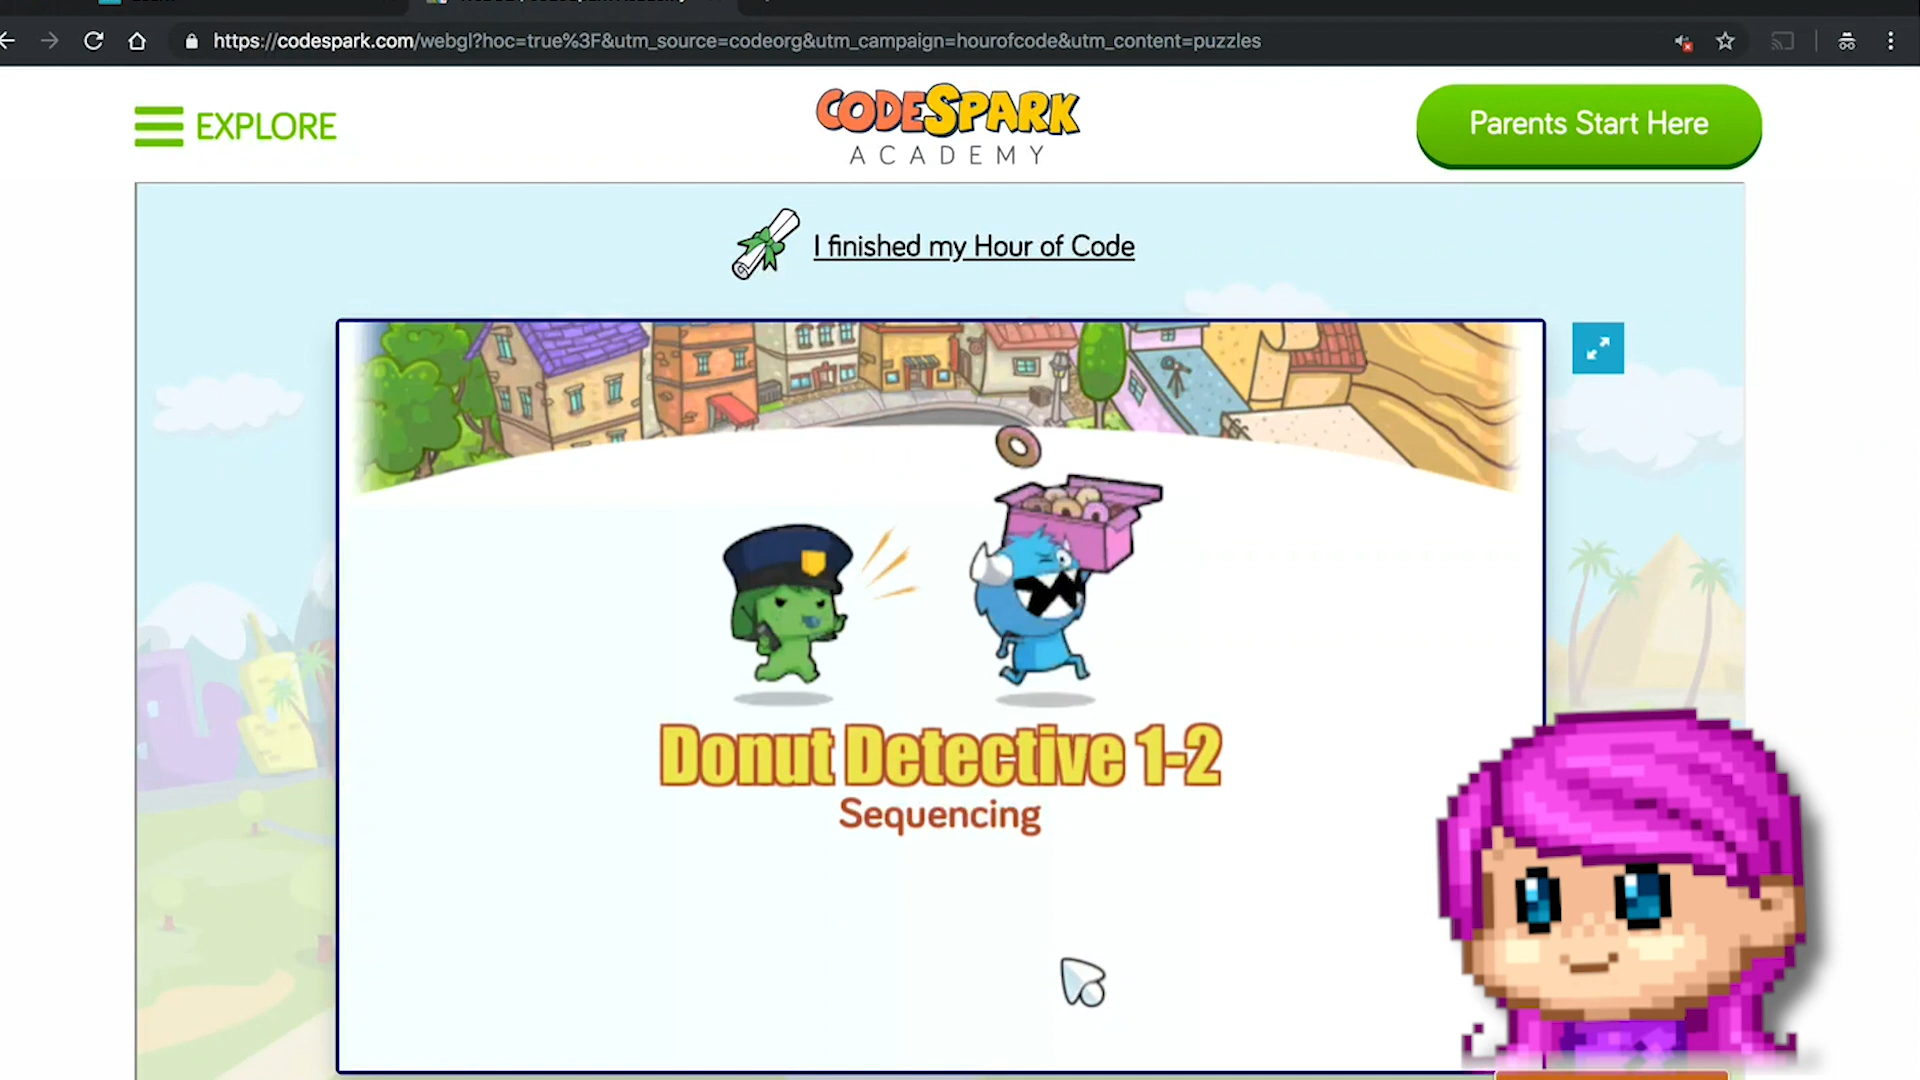 https://codespark.com/webgl?hoc=true%3F&utm_source=codeorg&utm_campaign=hourofcode&utm_content=puzzles
EXPLORE
CODESPARK
ACADEMY
Parents Start Here
I finished my Hour of Code
Donut Detective 1-2
Sequencing